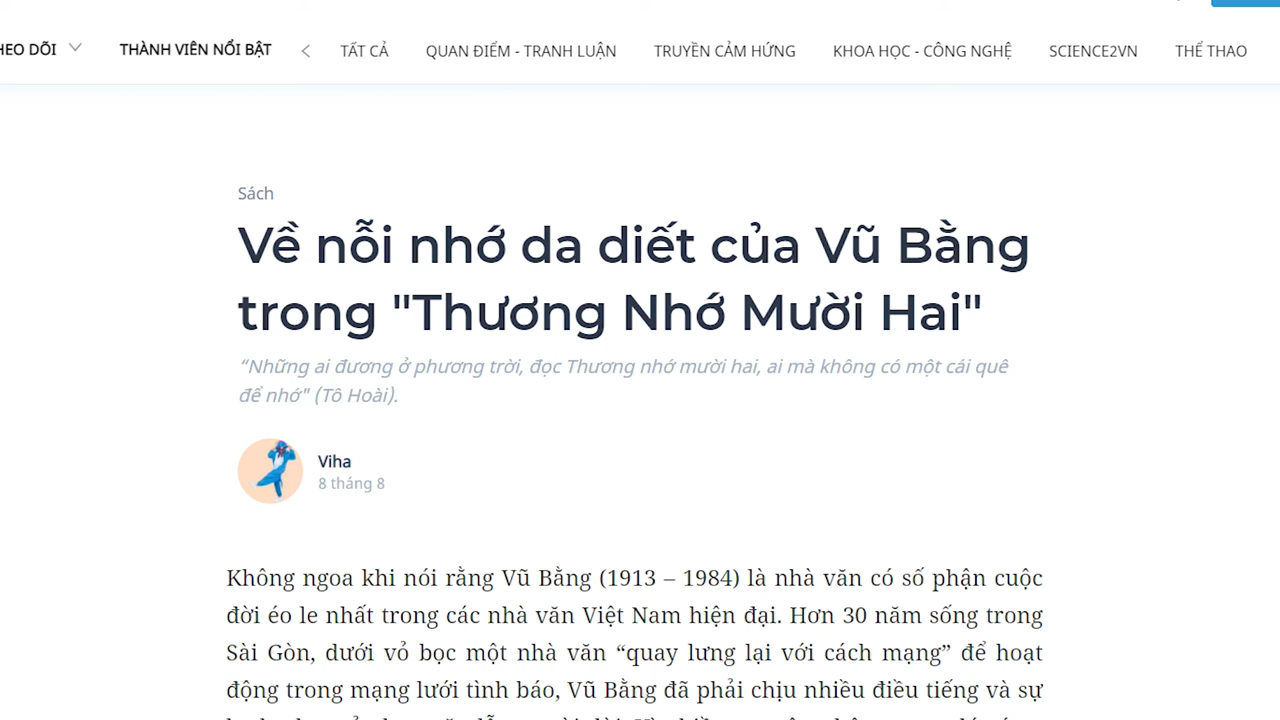 HEO DÕI THÀNH VIÊN NỔI BẬT TẤT CẢ QUAN ĐIỂM - TRANH LUẬN TRUYỀN CẢM HỨNG KHOA HỌC - CÔNG NGHỆ SCIENCE2VN THỂ THAO
Sách
Về nỗi nhớ da diết của Vũ Bằng
trong "Thương Nhớ Mười Hai"
“Những ai đương ở phương trời, đọc Thương nhớ mười hai, ai mà không có một cái quê
để nhớ" (Tô Hoài).
Viha
8 tháng 8
Không ngoa khi nói rằng Vũ Bằng (1913 – 1984) là nhà văn có số phận cuộc
đời éo le nhất trong các nhà văn Việt Nam hiện đại. Hơn 30 năm sống trong
Sài Gòn, dưới vỏ bọc một nhà văn “quay lưng lại với cách mạng” để hoạt
động trong mạng lưới tình báo, Vũ Bằng đã phải chịu nhiều điều tiếng và sự